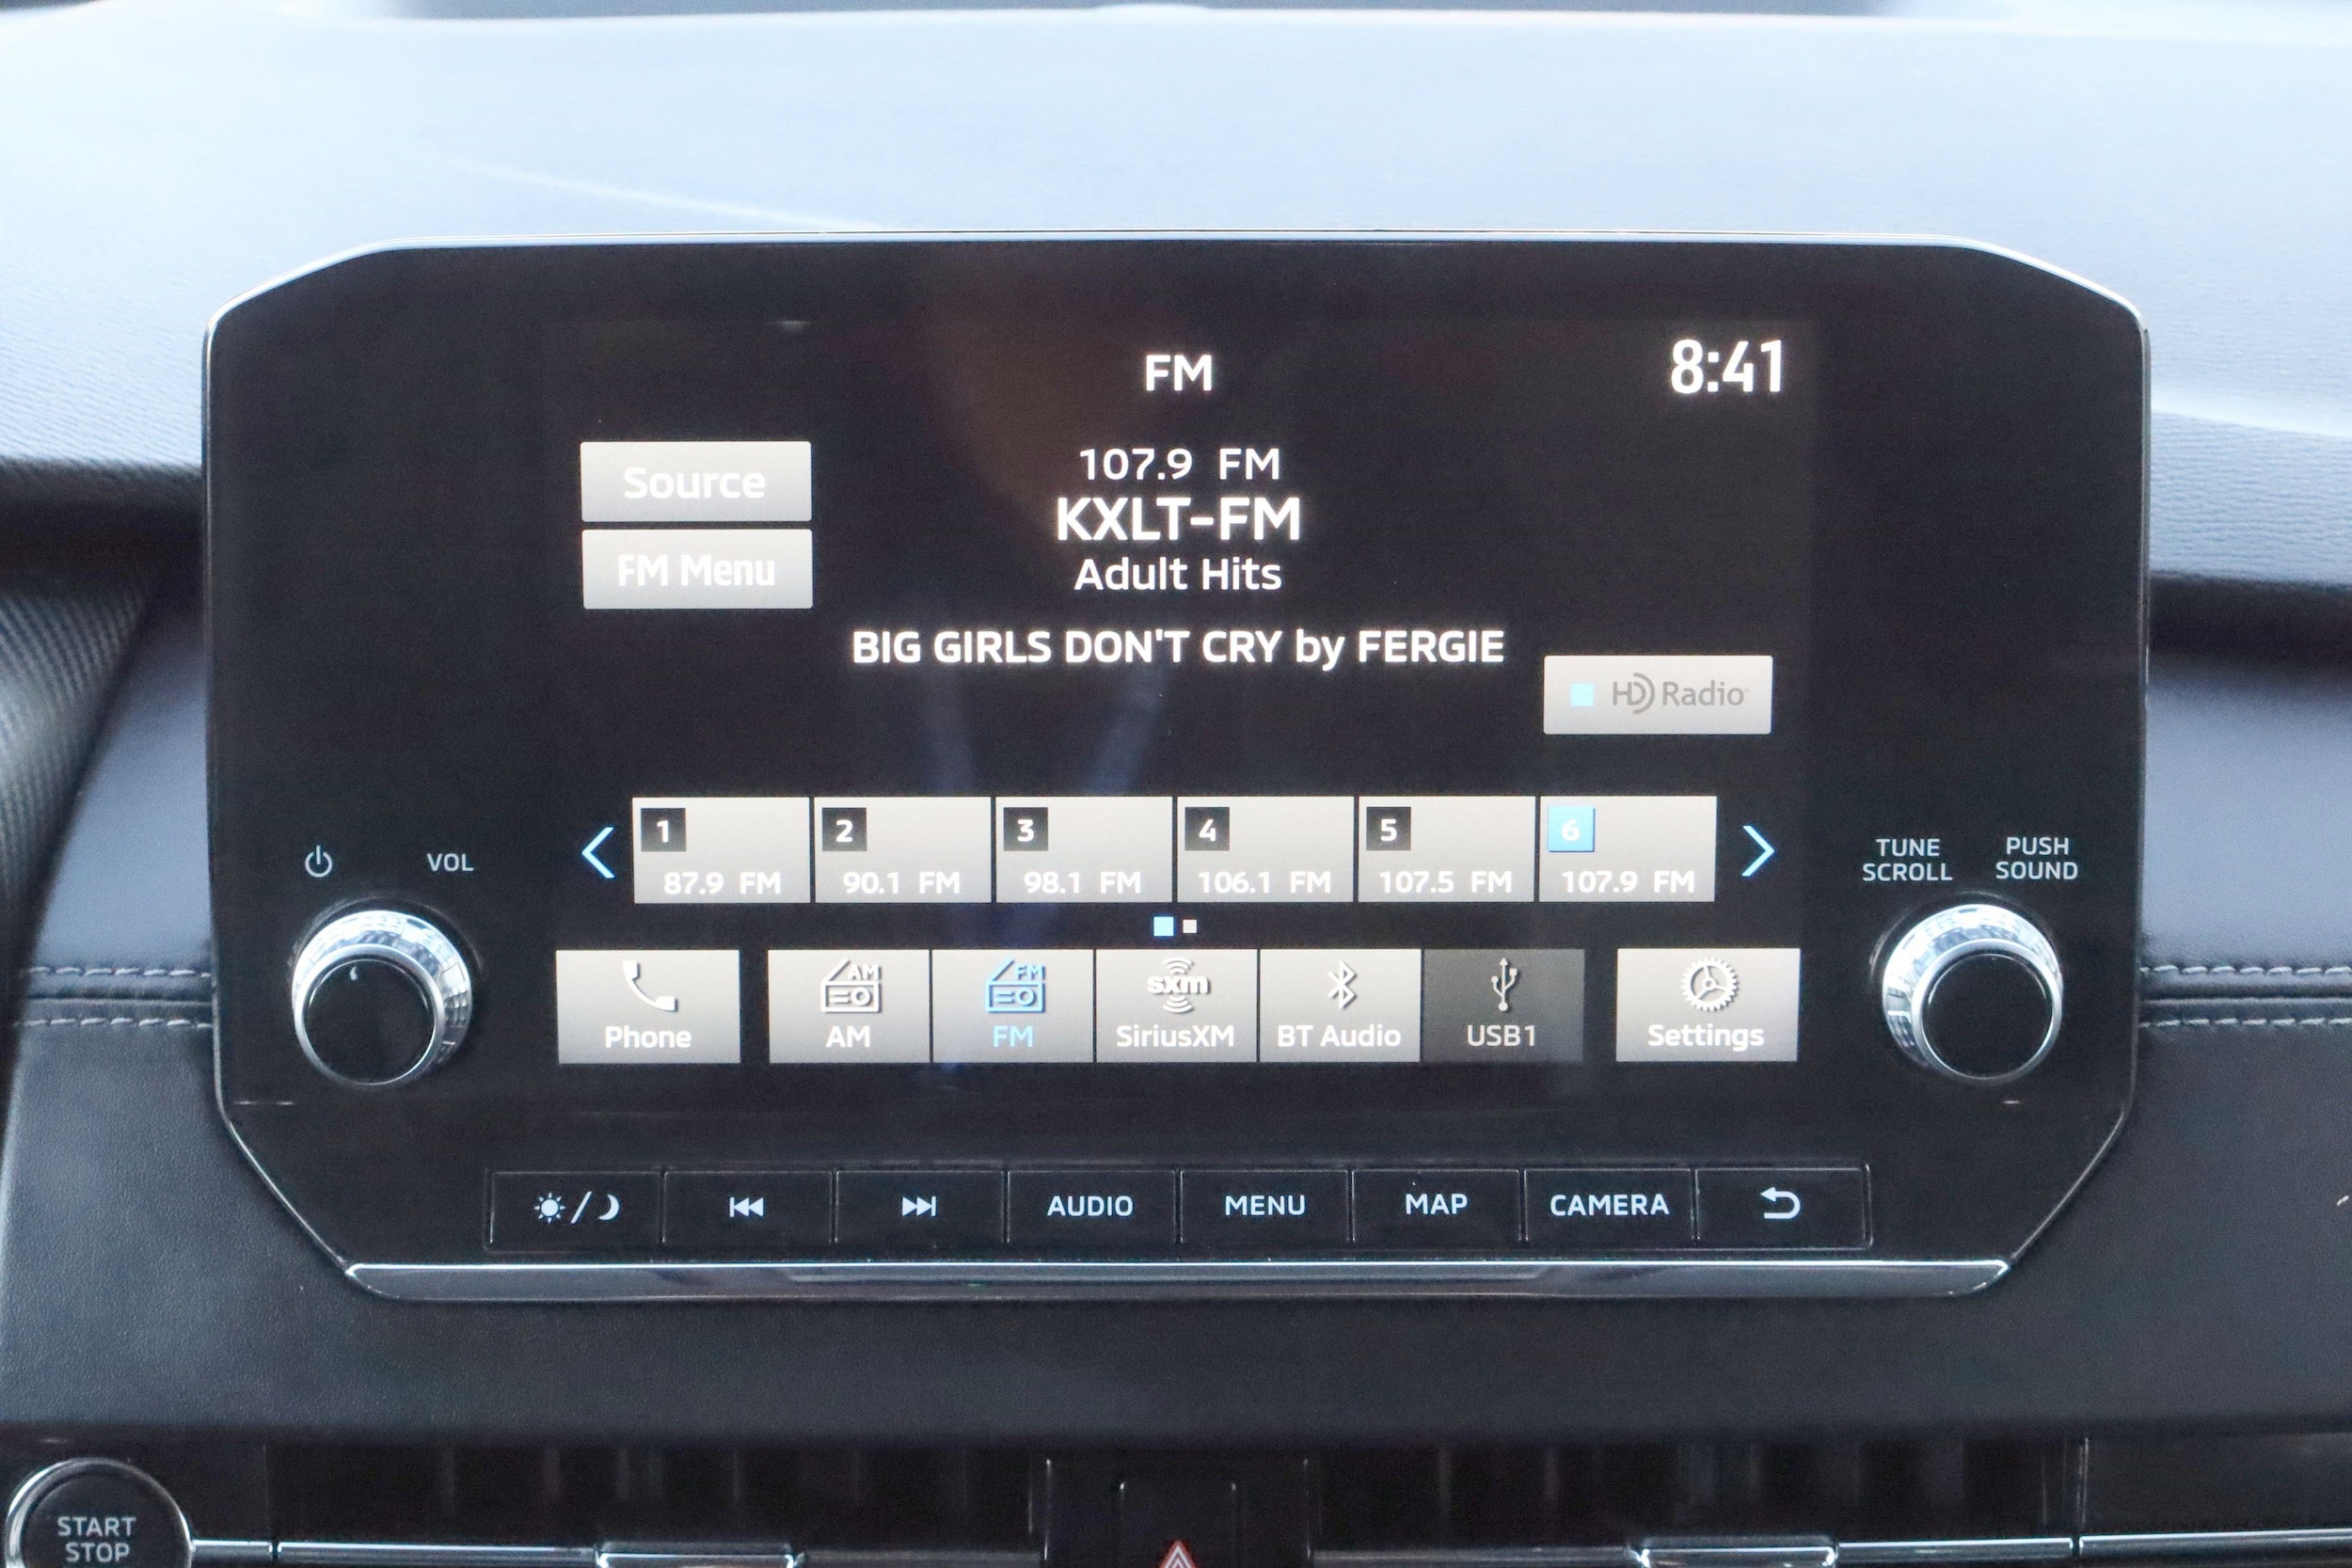 FM
8:41
Source
107.9 FM
KXLT-FM
FM Menu
Adult Hits
BIG GIRLS DON'T CRY by FERGIE
HD Radio
1 2 3 4 5 6
87.9 FM 90.1 FM 98.1 FM 106.1 FM 107.5 FM 107.9 FM
VOL
TUNE SCROLL
PUSH SOUND
AM FM sxm
Phone AM FM SiriusXM BT Audio USB1 Settings
AUDIO MENU MAP CAMERA
START
STOP